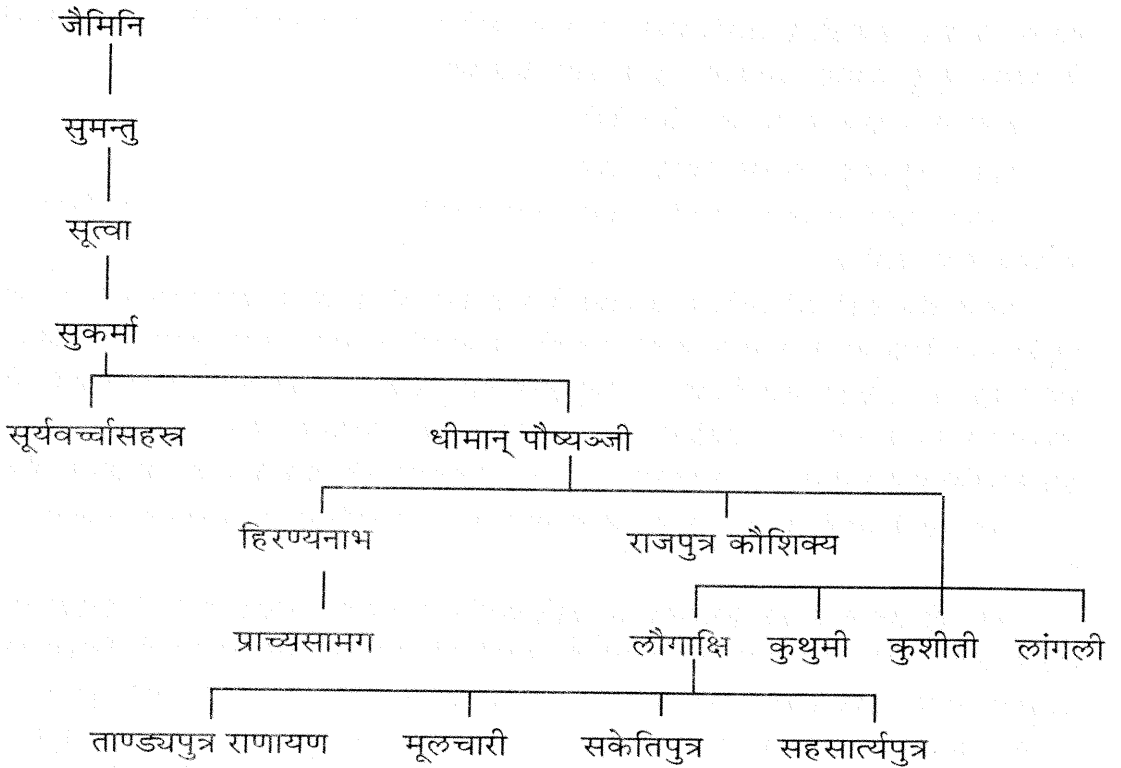 जैमिनि
सुमन्तु
सूत्वा
सुकर्मा
सूर्यवर्च्चासहस्त्र धीमान् पौष्यञ्जी
हिरण्यनाभ राजपुत्र कौशिक्य
प्राच्यसामग लौगाक्षि कुथुमी कुशीती लांगली
ताण्ड्यपुत्र राणायण मूलचारी सकेतिपुत्र सहसार्त्यपुत्र